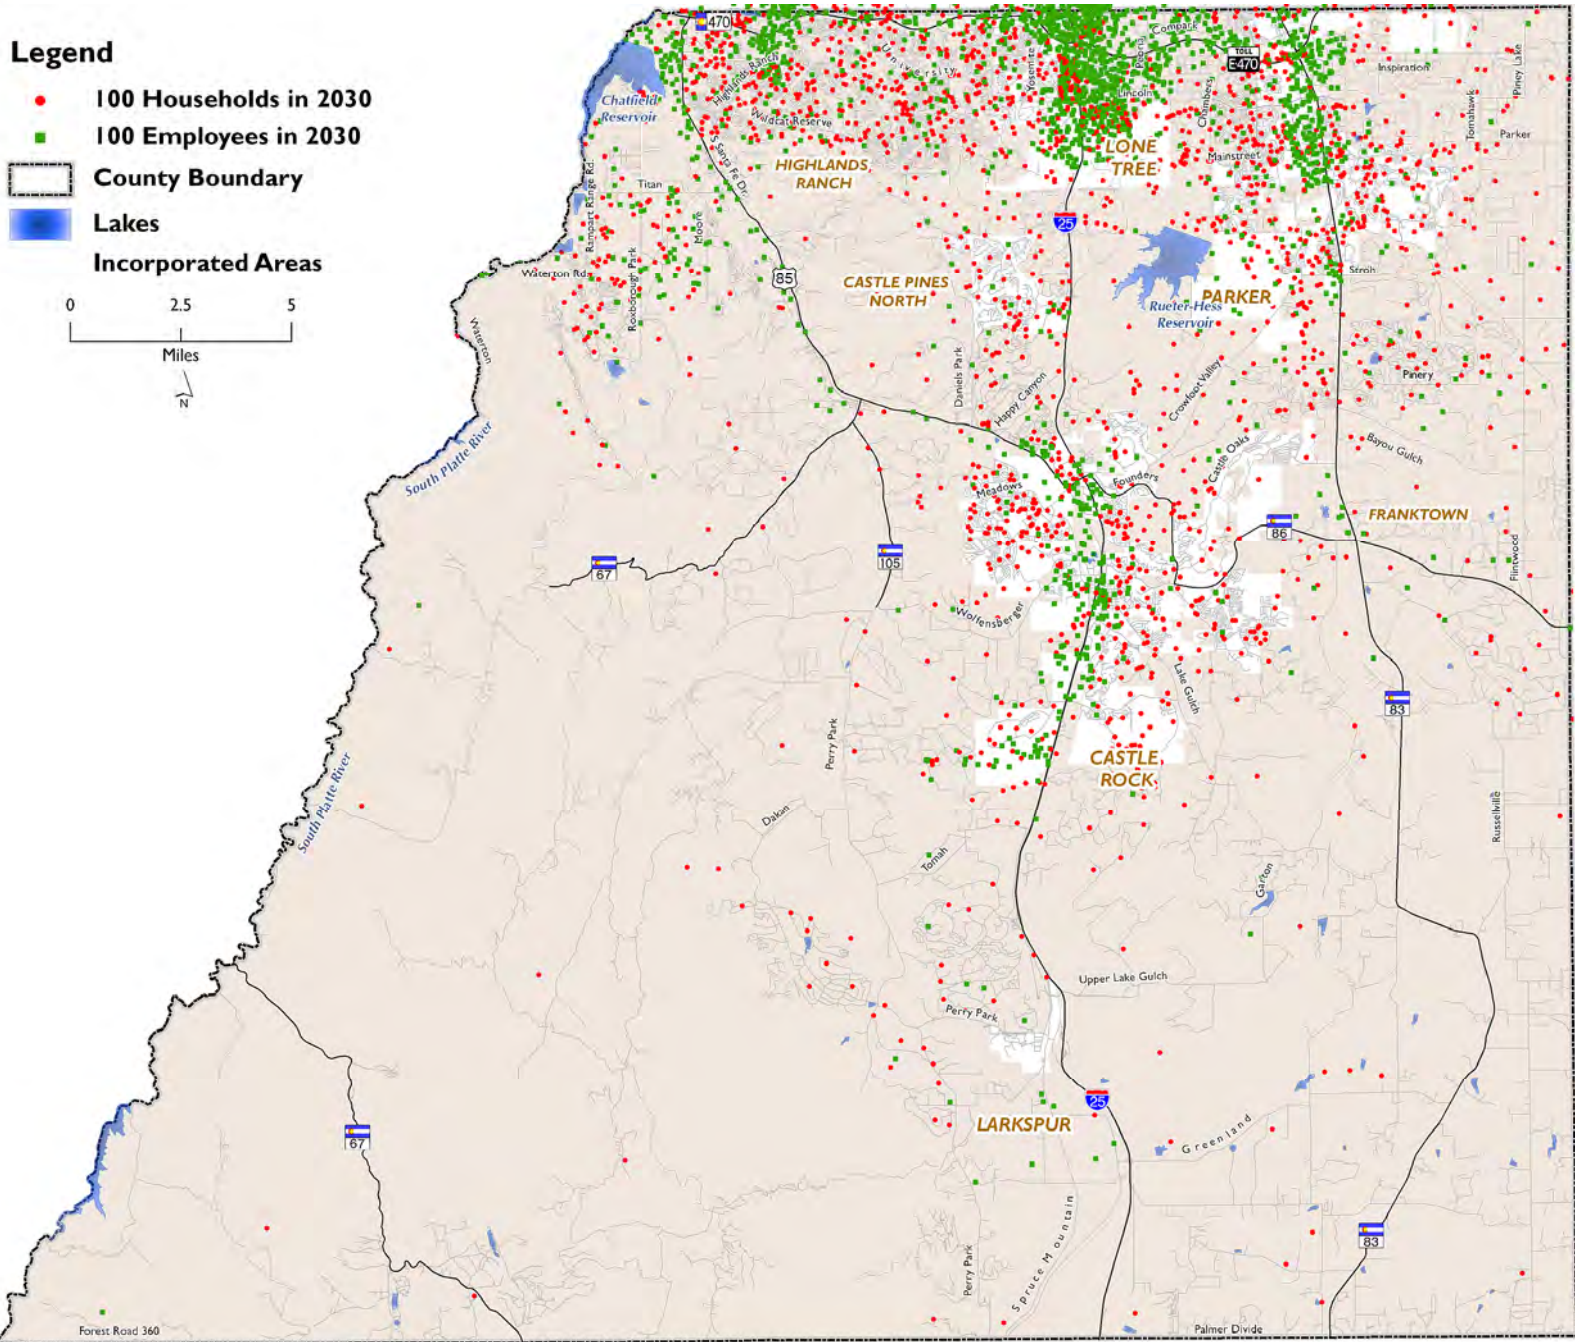 Legend
100 Households in 2030
100 Employees in 2030
County Boundary
Lakes
Incorporated Areas
0 2.5 5
Miles
N
470
Compark
TOLL
E-470
Inspiration
Piney Lake
Tomahawk
Parker
Chatfield
Reservoir
Highlands Ranch
University
Yosemite
Peoria
Lincoln
Chambers
Wildcat Reserve
HIGHLANDS
RANCH
LONE
TREE
Mainstreet
S Santa Fe Dr.
Titan
Rampart Range Rd.
Moore
Roxborough Park
Waterton Rd.
Waterton
85
25
CASTLE PINES
NORTH
Rueter-Hess
Reservoir
PARKER
Stroh
Pinery
Daniels Park
Happy Canyon
Crowfoot Valley
Castle Oaks
Bayou Gulch
South Platte River
Meadows
Founders
FRANKTOWN
86
67
105
Flintwood
Wolfensberger
Lake Gulch
83
Perry Park
CASTLE
ROCK
South Platte River
Dakan
Tomah
Garton
Russellville
Upper Lake Gulch
Perry Park
25
LARKSPUR
Greenland
67
Spruce Mountain
Perry Park
83
Forest Road 360
Palmer Divide